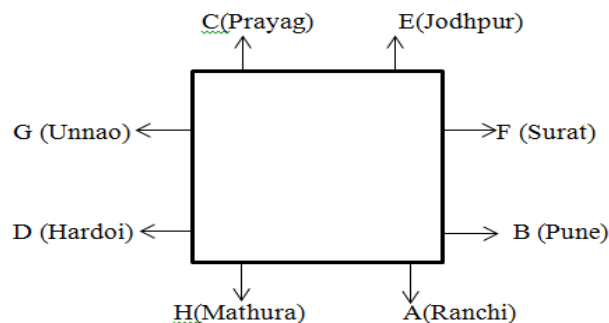 C(Prayag) E(Jodhpur)
G (Unnao) F (Surat)
D (Hardoi) B (Pune)
H(Mathura) A(Ranchi)